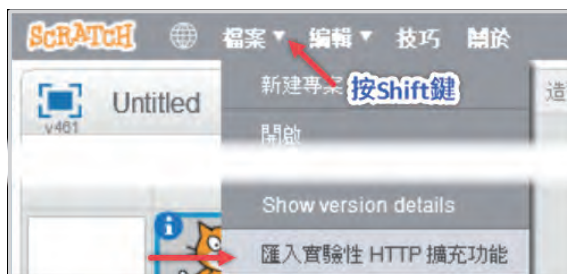 SCRATCH 檔案 編輯 技巧 關於
新建專案 按Shift鍵 造
Untitled
v461
開啟
Show version details
匯入實驗性 HTTP 擴充功能